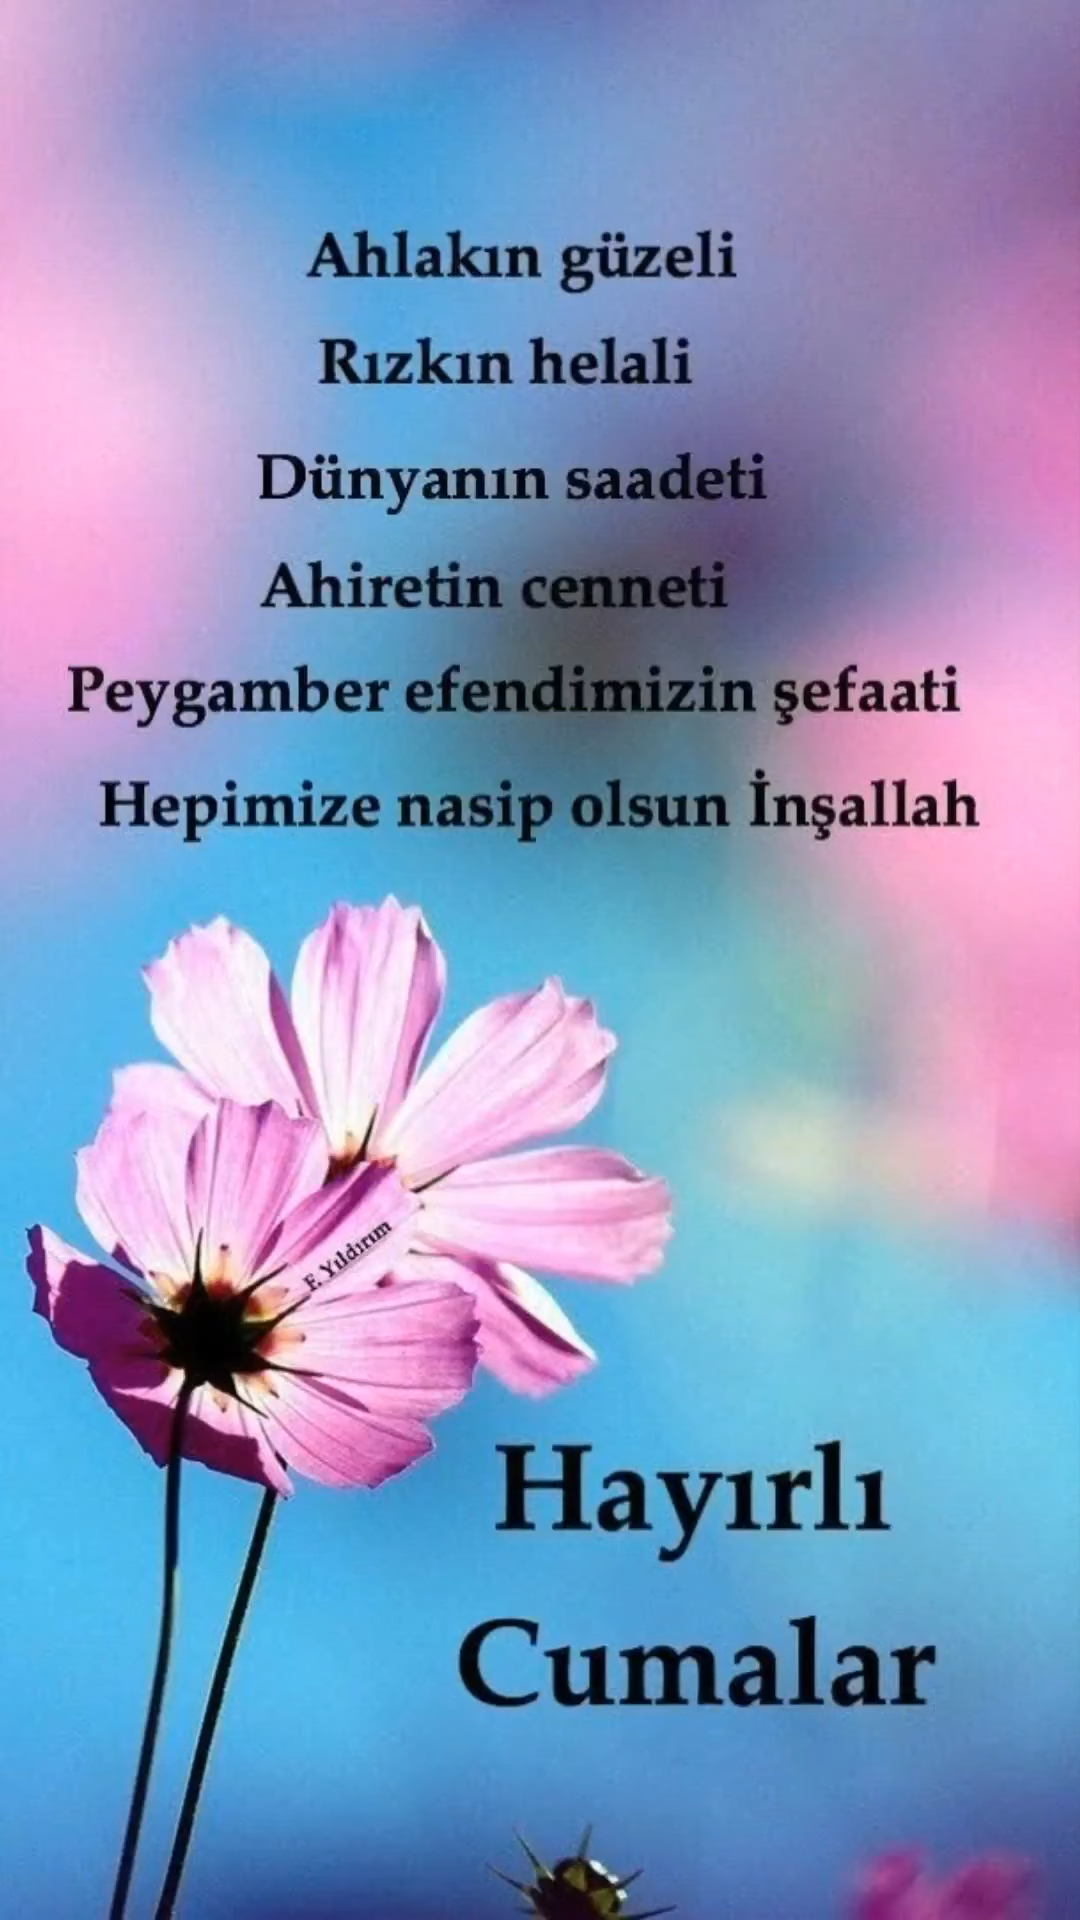 Ahlakın güzeli
Rızkın helali
Dünyanın saadeti
Ahiretin cenneti
Peygamber efendimizin şefaati
Hepimize nasip olsun İnşallah
F. Yıldırım
Hayırlı
Cumalar